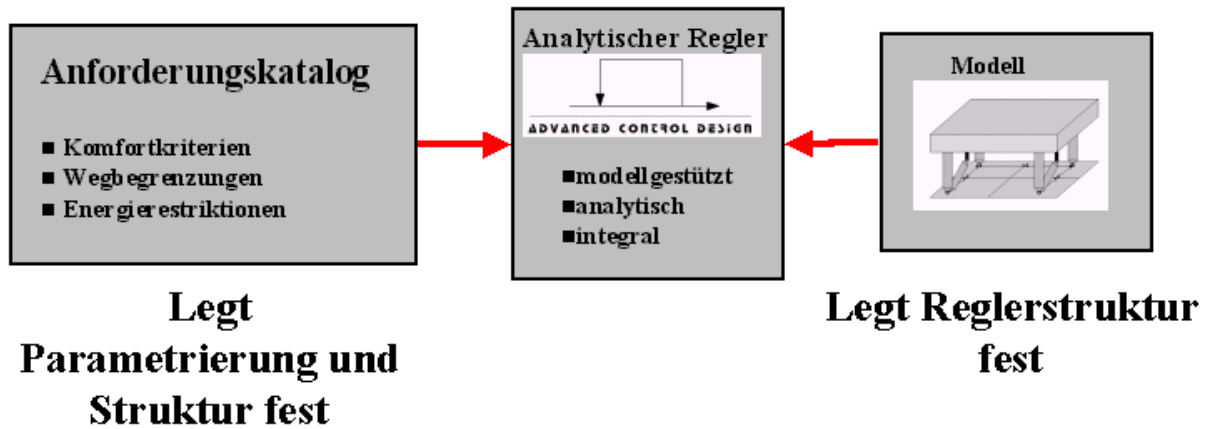 Anforderungskatalog
■ Komfortkriterien
■ Wegbegrenzungen
■ Energierestriktionen
Legt
Parametrierung und
Struktur fest
Analytischer Regler
ADVANCED CONTROL DESIGN
■modellgestützt
■analytisch
■integral
Modell
Legt Reglerstruktur
fest